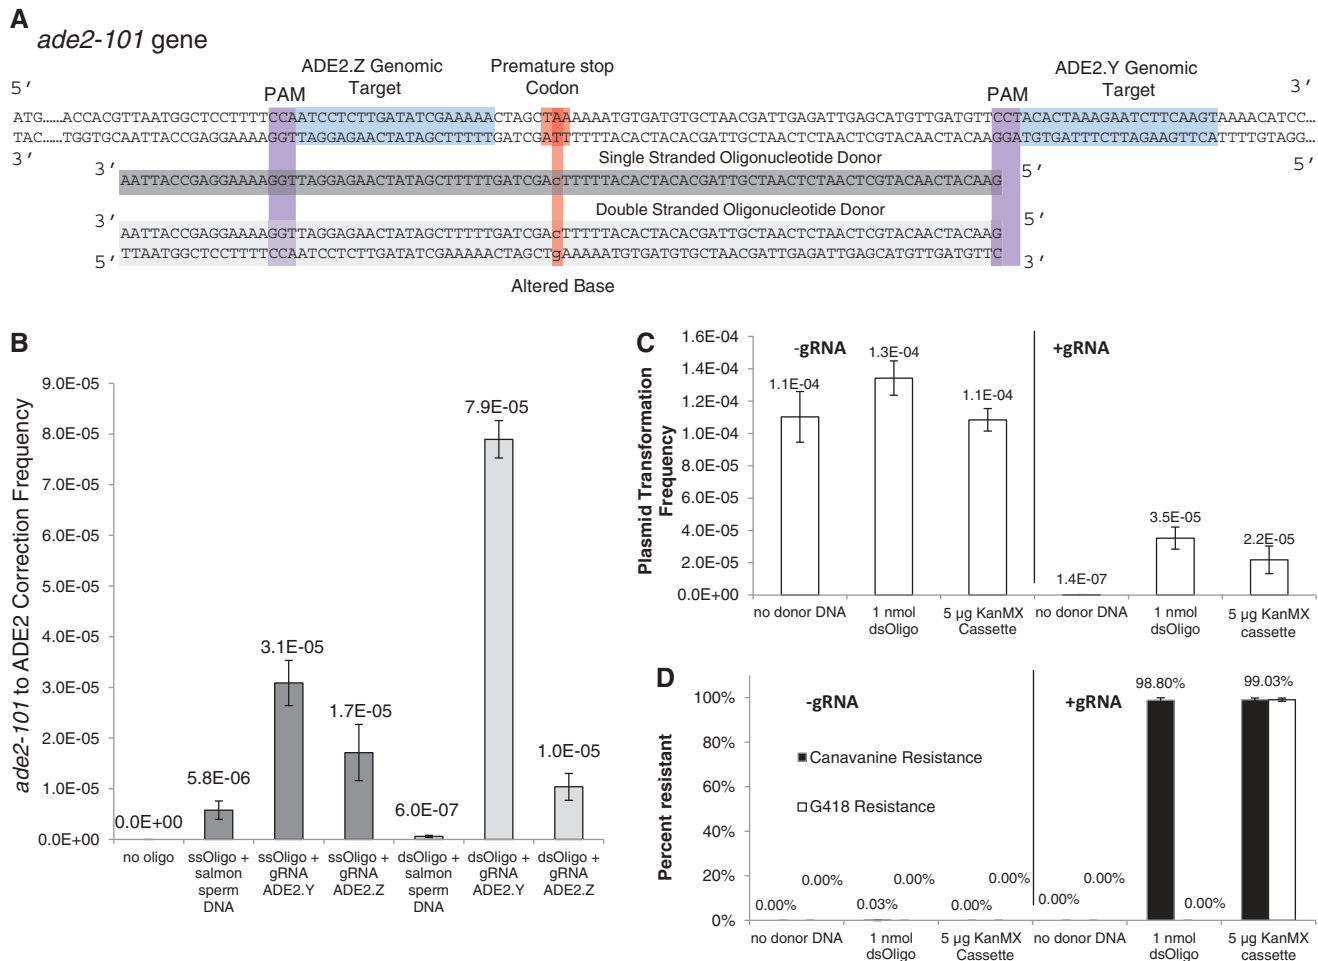 A
ade2-101 gene
ADE2.Z Genomic
Target
Premature stop
Codon
ADE2.Y Genomic
Target
5′
PAM
PAM
3′
ATG……ACCACGTTAATGGCTCCTTTTCCAATCCTCTTGATATCGAAAAACTAGCTAAAAAATGTGATGTGCTAACGATTGAGATTGAGCATGTTGATGTTCCTACACTAAAGAATCTTCAAGTAAAACATCC…
TAC……TGGTGCAATTACCGAGGAAAAGGTTAGGAGAACTATAGCTTTTTGATCGATTTTTTACACTACACGATTGCTAACTCTAACTCGTACAACTACAAGGATGTGATTTCTTAGAAGTTCATTTTGTAGG…
3′
5′
Single Stranded Oligonucleotide Donor
3′
5′
AATTACCGAGGAAAAGGTTAGGAGAACTATAGCTTTTTGATCGAcTTTTTACACTACACGATTGCTAACTCTAACTCGTACAACTACAAG
Double Stranded Oligonucleotide Donor
3′
5′
AATTACCGAGGAAAAGGTTAGGAGAACTATAGCTTTTTGATCGAcTTTTTACACTACACGATTGCTAACTCTAACTCGTACAACTACAAG
TTAATGGCTCCTTTTCCAATCCTCTTGATATCGAAAAACTAGCTgAAAAATGTGATGTGCTAACGATTGAGATTGAGCATGTTGATGTTC
5′
3′
Altered Base
B
ade2-101 to ADE2 Correction Frequency
9.0E-05
8.0E-05
7.0E-05
6.0E-05
5.0E-05
4.0E-05
3.0E-05
2.0E-05
1.0E-05
0.0E+00
0.0E+00
5.8E-06
3.1E-05
1.7E-05
6.0E-07
7.9E-05
1.0E-05
no oligo
ssOligo +
salmon
sperm
DNA
ssOligo +
gRNA
ADE2.Y
ssOligo +
gRNA
ADE2.Z
dsOligo +
salmon
sperm
DNA
dsOligo +
gRNA
ADE2.Y
dsOligo +
gRNA
ADE2.Z
C
Plasmid Transformation
Frequency
1.6E-04
1.4E-04
1.2E-04
1.0E-04
8.0E-05
6.0E-05
4.0E-05
2.0E-05
0.0E+00
-gRNA
+gRNA
1.1E-04
1.3E-04
1.1E-04
1.4E-07
3.5E-05
2.2E-05
no donor DNA
1 nmol
dsOligo
5 µg KanMX
Cassette
no donor DNA
1 nmol
dsOligo
5 µg KanMX
cassette
D
Percent resistant
100%
80%
60%
40%
20%
0%
-gRNA
+gRNA
Canavanine Resistance
G418 Resistance
0.00%
0.00%
0.03%
0.00%
0.00%
0.00%
0.00%
0.00%
98.80%
0.00%
99.03%
no donor DNA
1 nmol
dsOligo
5 µg KanMX
Cassette
no donor DNA
1 nmol
dsOligo
5 µg KanMX
cassette